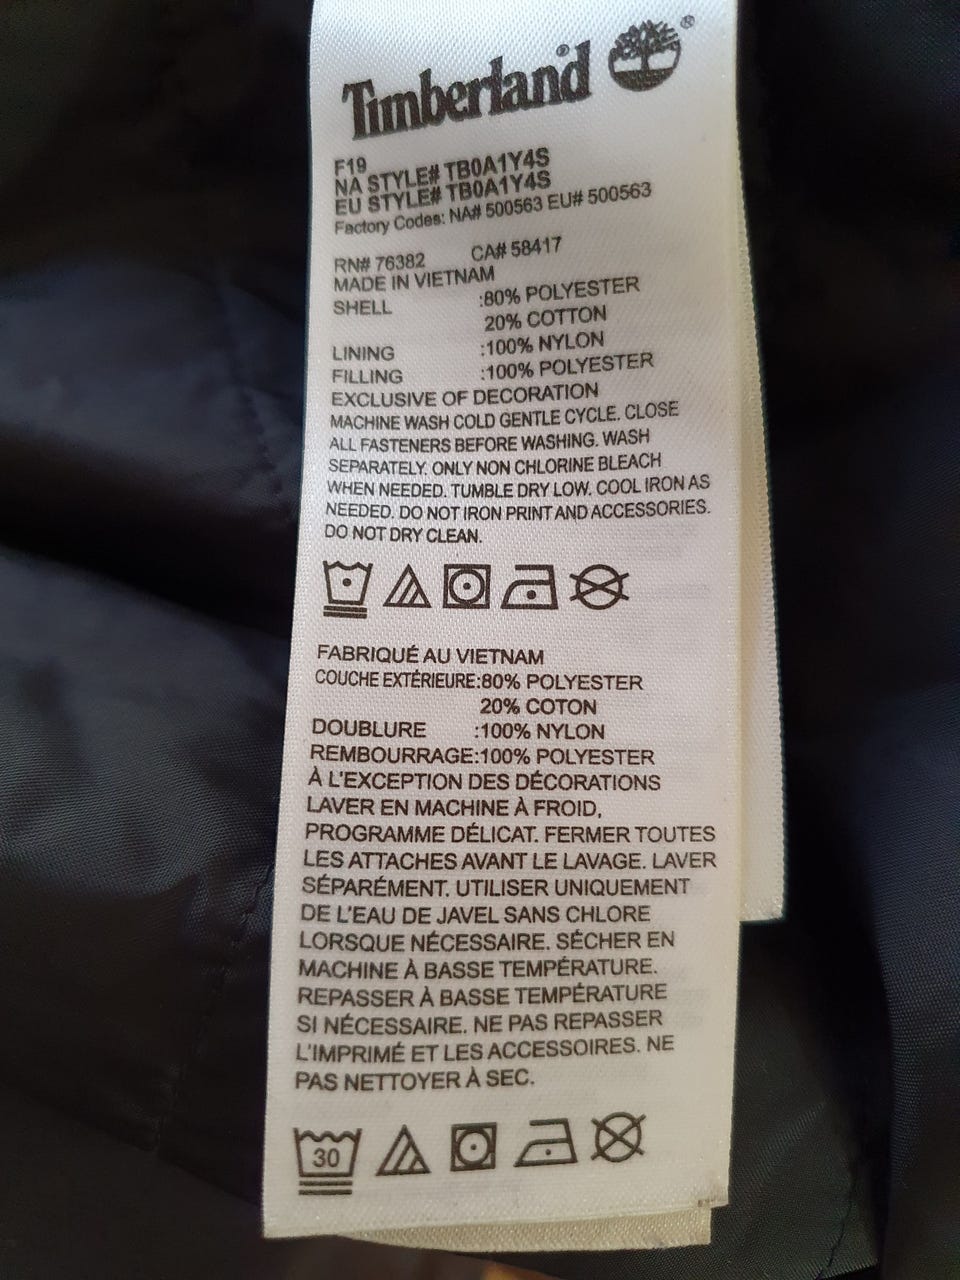 Timberland ®
F19
NA STYLE# TB0A1Y4S
EU STYLE# TB0A1Y4S
Factory Codes: NA# 500563 EU# 500563
RN# 76382 CA# 58417
MADE IN VIETNAM
SHELL :80% POLYESTER
20% COTTON
LINING :100% NYLON
FILLING :100% POLYESTER
EXCLUSIVE OF DECORATION
MACHINE WASH COLD GENTLE CYCLE. CLOSE
ALL FASTENERS BEFORE WASHING. WASH
SEPARATELY. ONLY NON CHLORINE BLEACH
WHEN NEEDED. TUMBLE DRY LOW. COOL IRON AS
NEEDED. DO NOT IRON PRINT AND ACCESSORIES.
DO NOT DRY CLEAN.
FABRIQUÉ AU VIETNAM
COUCHE EXTÉRIEURE:80% POLYESTER
20% COTON
DOUBLURE :100% NYLON
REMBOURRAGE:100% POLYESTER
À L'EXCEPTION DES DÉCORATIONS
LAVER EN MACHINE À FROID,
PROGRAMME DÉLICAT. FERMER TOUTES
LES ATTACHES AVANT LE LAVAGE. LAVER
SÉPARÉMENT. UTILISER UNIQUEMENT
DE L'EAU DE JAVEL SANS CHLORE
LORSQUE NÉCESSAIRE. SÉCHER EN
MACHINE À BASSE TEMPÉRATURE.
REPASSER À BASSE TEMPÉRATURE
SI NÉCESSAIRE. NE PAS REPASSER
L'IMPRIMÉ ET LES ACCESSOIRES. NE
PAS NETTOYER À SEC.
30